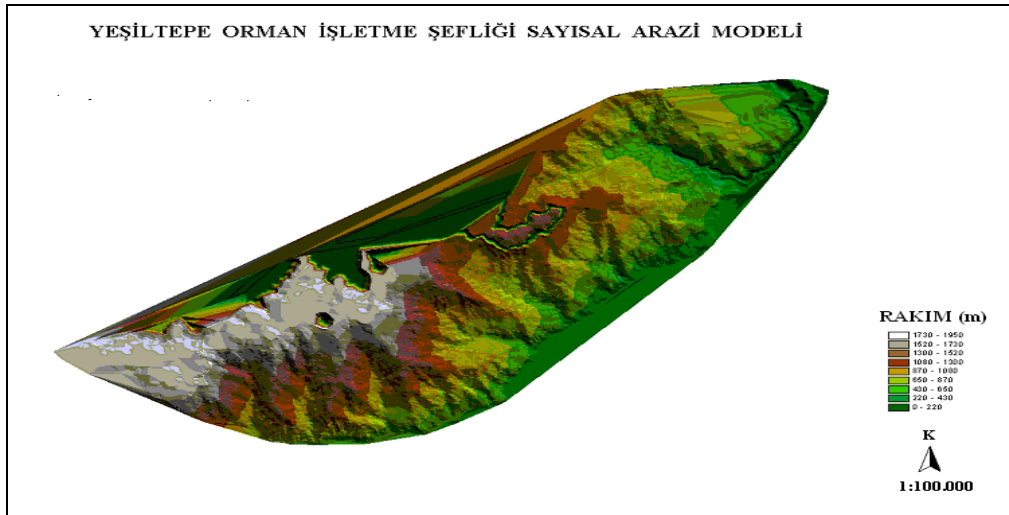 YEŞİLTEPE ORMAN İŞLETME ŞEFLİĞİ SAYISAL ARAZİ MODELİ
RAKIM (m)
1730 - 1950
1520 - 1730
1300 - 1520
1080 - 1300
870 - 1080
650 - 870
430 - 650
220 - 430
0 - 220
K
1:100.000